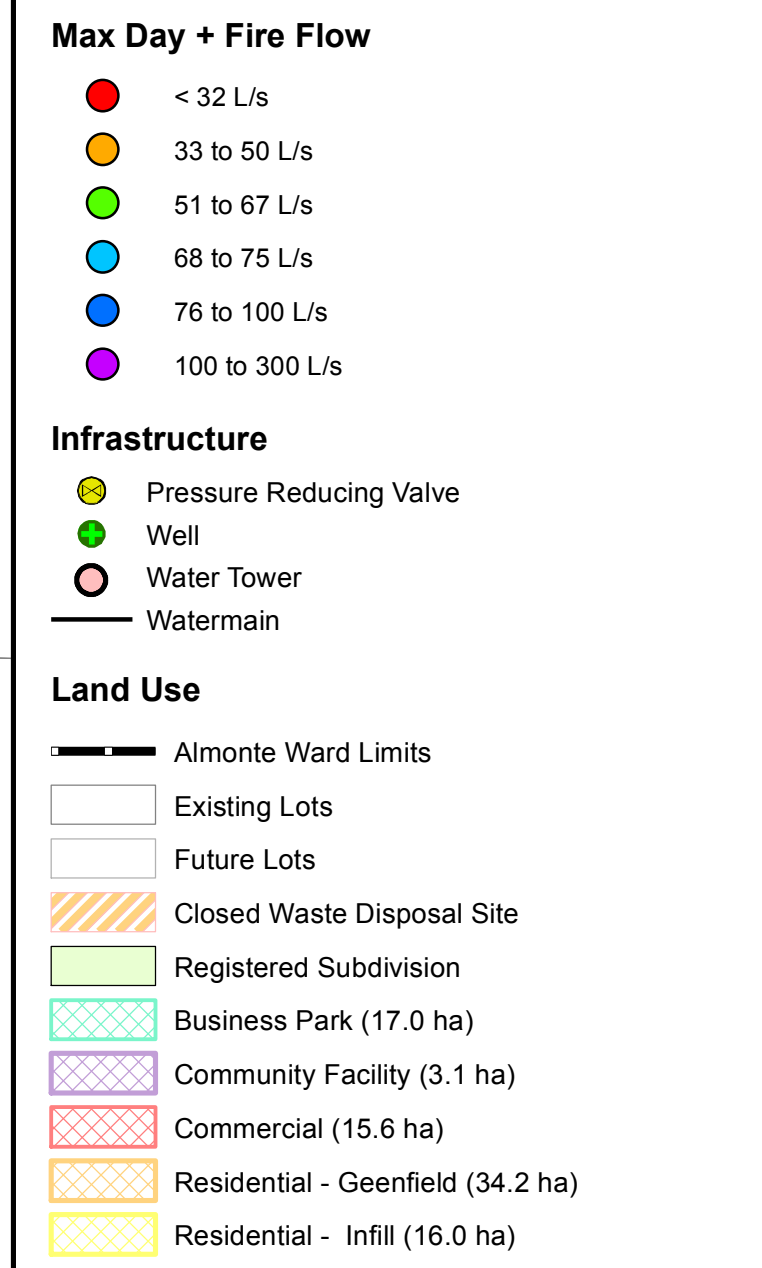 Max Day + Fire Flow
< 32 L/s
33 to 50 L/s
51 to 67 L/s
68 to 75 L/s
76 to 100 L/s
100 to 300 L/s
Infrastructure
Pressure Reducing Valve
Well
Water Tower
Watermain
Land Use
Almonte Ward Limits
Existing Lots
Future Lots
Closed Waste Disposal Site
Registered Subdivision
Business Park (17.0 ha)
Community Facility (3.1 ha)
Commercial (15.6 ha)
Residential - Geenfield (34.2 ha)
Residential -  Infill (16.0 ha)